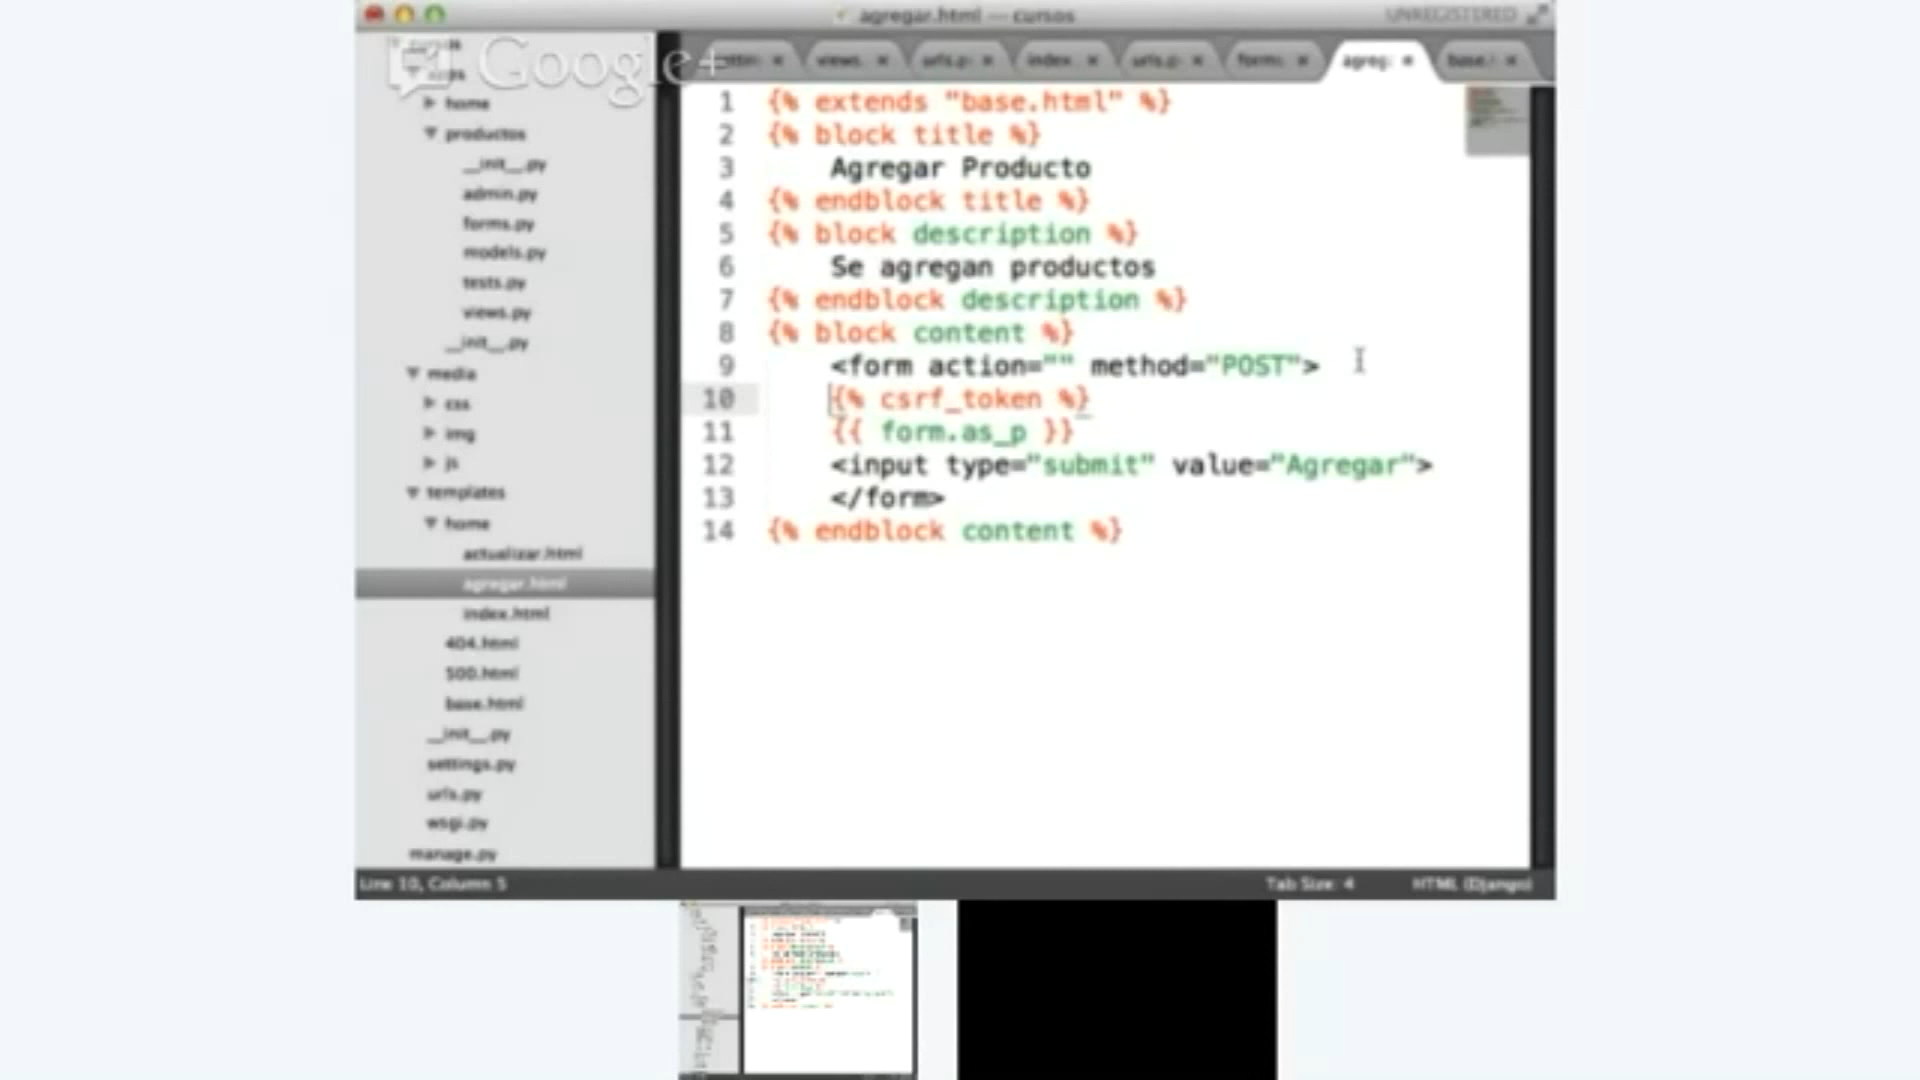 agregar.html — cursos
UNREGISTERED
Google+
views.
urls.p
index
urls.p
forms
agreg
base.
home
productos
__init__.py
admin.py
forms.py
models.py
tests.py
views.py
__init__.py
media
css
img
js
templates
home
actualizar.html
agregar.html
index.html
404.html
500.html
base.html
__init__.py
settings.py
urls.py
wsgi.py
manage.py
1 {% extends "base.html" %}
2 {% block title %}
3 Agregar Producto
4 {% endblock title %}
5 {% block description %}
6 Se agregan productos
7 {% endblock description %}
8 {% block content %}
9 <form action="" method="POST">
10 {% csrf_token %}
11 {{ form.as_p }}
12 <input type="submit" value="Agregar">
13 </form>
14 {% endblock content %}
Line 10, Column 5
Tab Size: 4
HTML (Django)